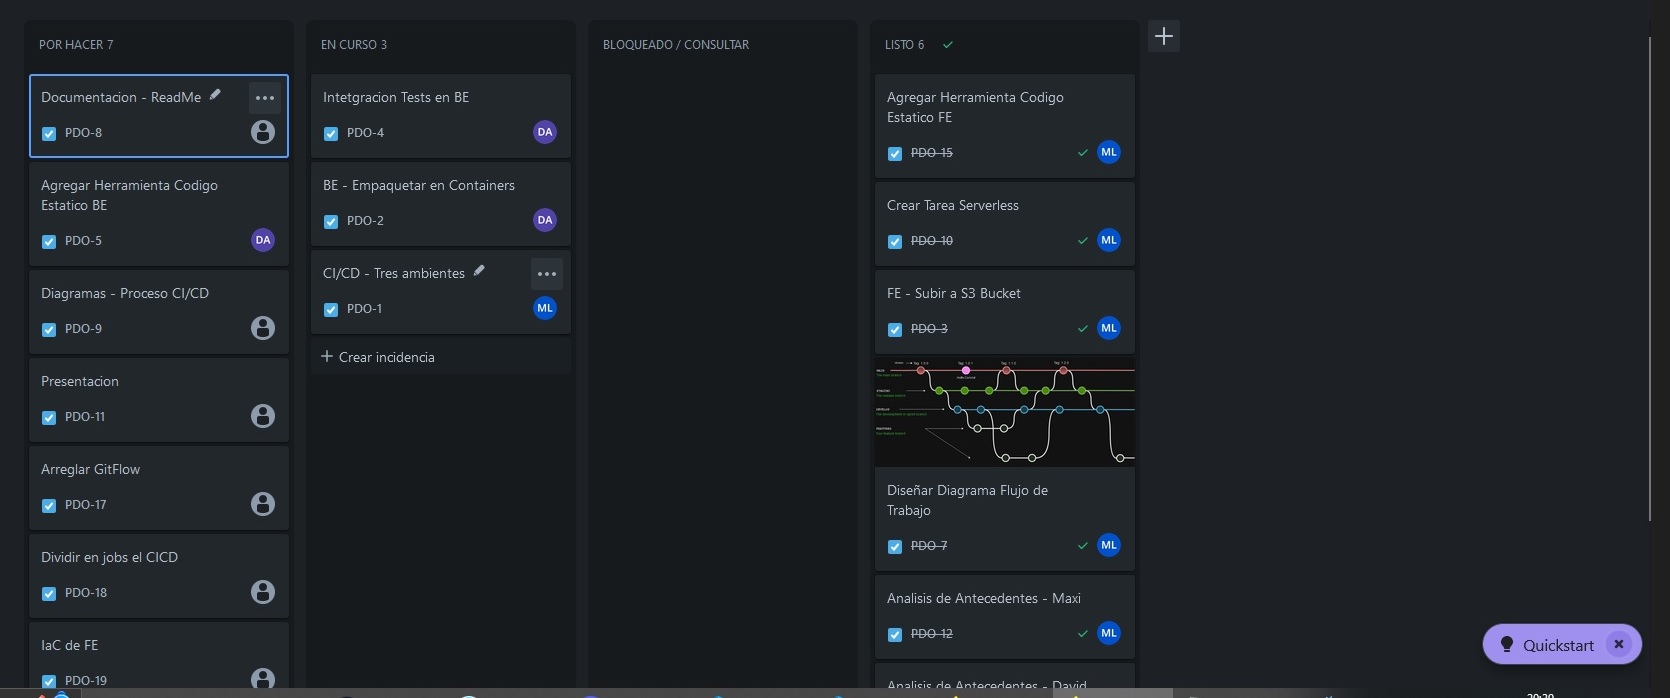 POR HACER 7
Documentacion - ReadMe
PDO-8
Agregar Herramienta Codigo
Estatico BE
PDO-5
DA
Diagramas - Proceso CI/CD
PDO-9
Presentacion
PDO-11
Arreglar GitFlow
PDO-17
Dividir en jobs el CICD
PDO-18
IaC de FE
PDO-19
EN CURSO 3
Intetgracion Tests en BE
PDO-4
DA
BE - Empaquetar en Containers
PDO-2
DA
CI/CD - Tres ambientes
PDO-1
ML
+ Crear incidencia
BLOQUEADO / CONSULTAR
LISTO 6
Agregar Herramienta Codigo
Estatico FE
PDO-15
ML
Crear Tarea Serverless
PDO-10
ML
FE - Subir a S3 Bucket
PDO-3
ML
Diseñar Diagrama Flujo de
Trabajo
PDO-7
ML
Analisis de Antecedentes - Maxi
PDO-12
ML
Analisis de Antecedentes - David
Quickstart